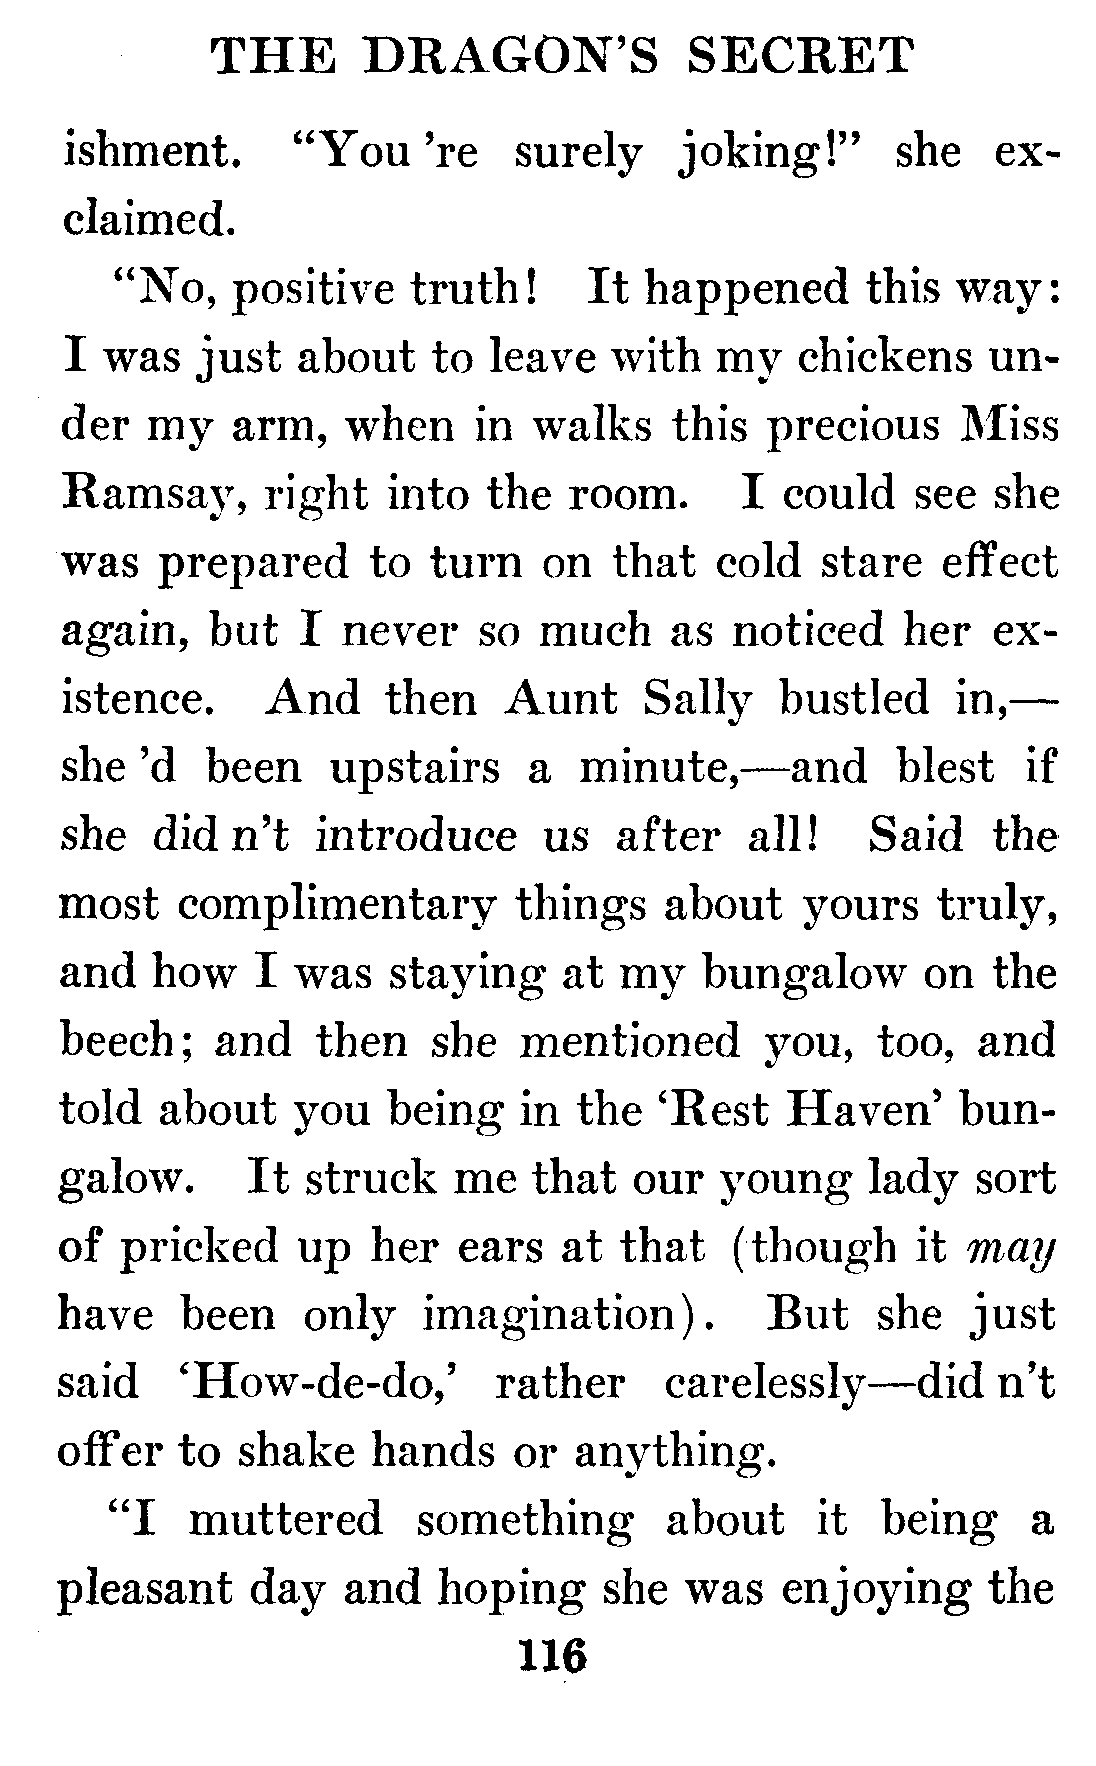 THE DRAGON'S SECRET
ishment. "You 're surely joking!" she ex-
claimed.
"No, positive truth! It happened this way:
I was just about to leave with my chickens un-
der my arm, when in walks this precious Miss
Ramsay, right into the room. I could see she
was prepared to turn on that cold stare effect
again, but I never so much as noticed her ex-
istence. And then Aunt Sally bustled in,—
she 'd been upstairs a minute,—and blest if
she did n't introduce us after all! Said the
most complimentary things about yours truly,
and how I was staying at my bungalow on the
beech; and then she mentioned you, too, and
told about you being in the 'Rest Haven' bun-
galow. It struck me that our young lady sort
of pricked up her ears at that (though it may
have been only imagination). But she just
said 'How-de-do,' rather carelessly—did n't
offer to shake hands or anything.
"I muttered something about it being a
pleasant day and hoping she was enjoying the
116